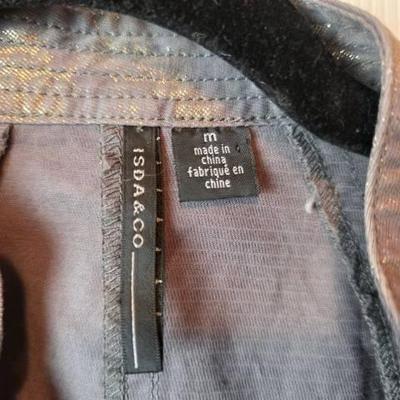 ISDA & CO
m
made in
china
fabriqué en
chine